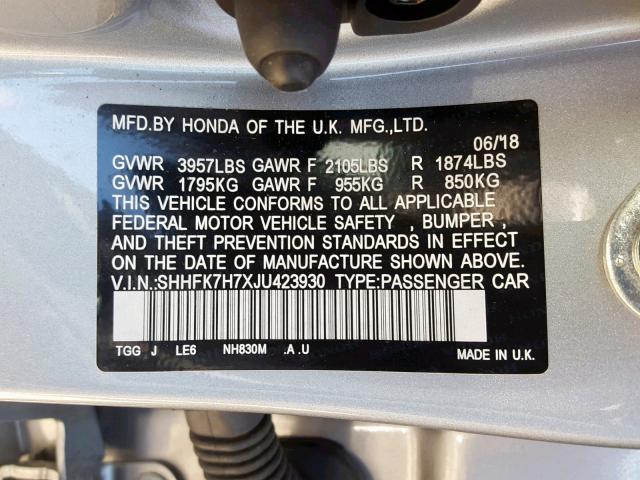 MFD.BY HONDA OF THE U.K. MFG.,LTD.
06/18
GVWR 3957LBS GAWR F 2105LBS R 1874LBS
GVWR 1795KG GAWR F 955KG R 850KG
THIS VEHICLE CONFORMS TO ALL APPLICABLE
FEDERAL MOTOR VEHICLE SAFETY , BUMPER ,
AND THEFT PREVENTION STANDARDS IN EFFECT
ON THE DATE OF MANUFACTURE SHOWN ABOVE.
V.I.N.:SHHFK7H7XJU423930 TYPE:PASSENGER CAR
TGG J LE6 NH830M .A .U MADE IN U.K.